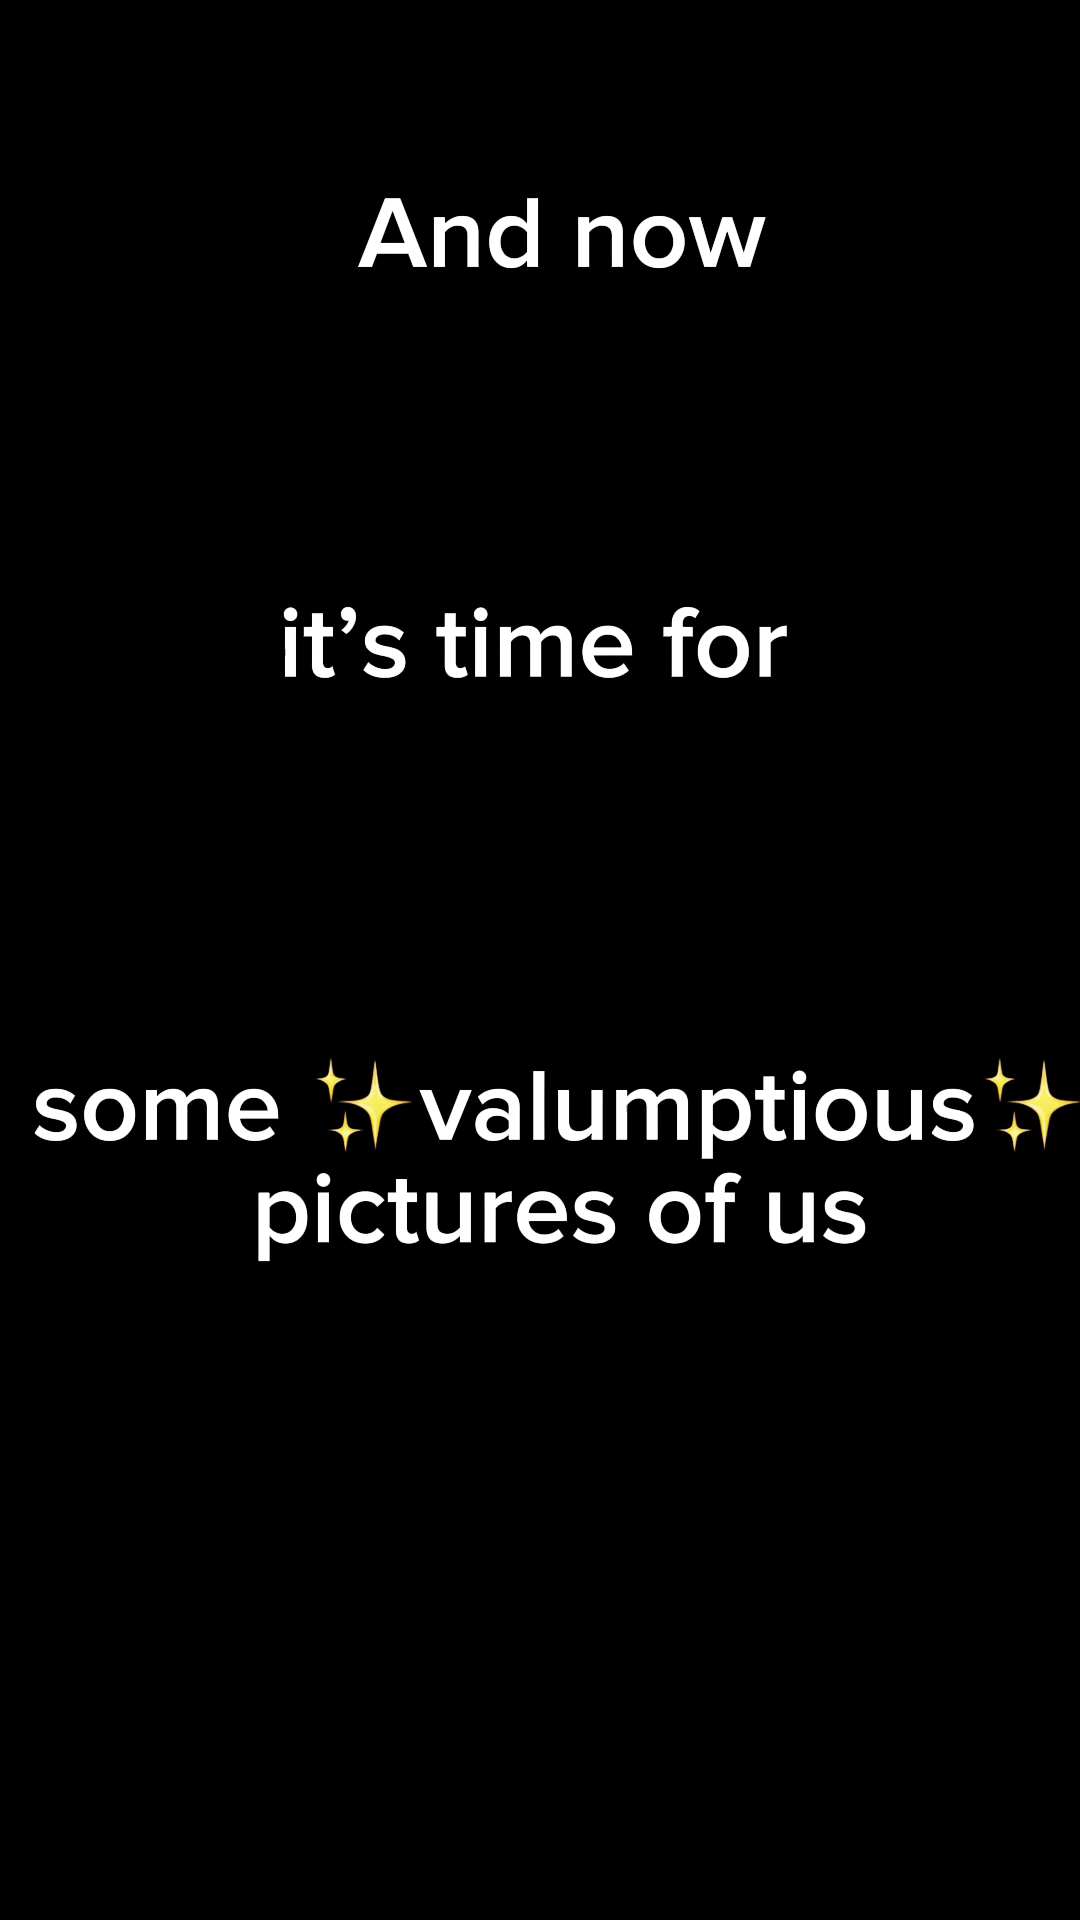 And now
it’s time for
some ✨valumptious✨
pictures of us